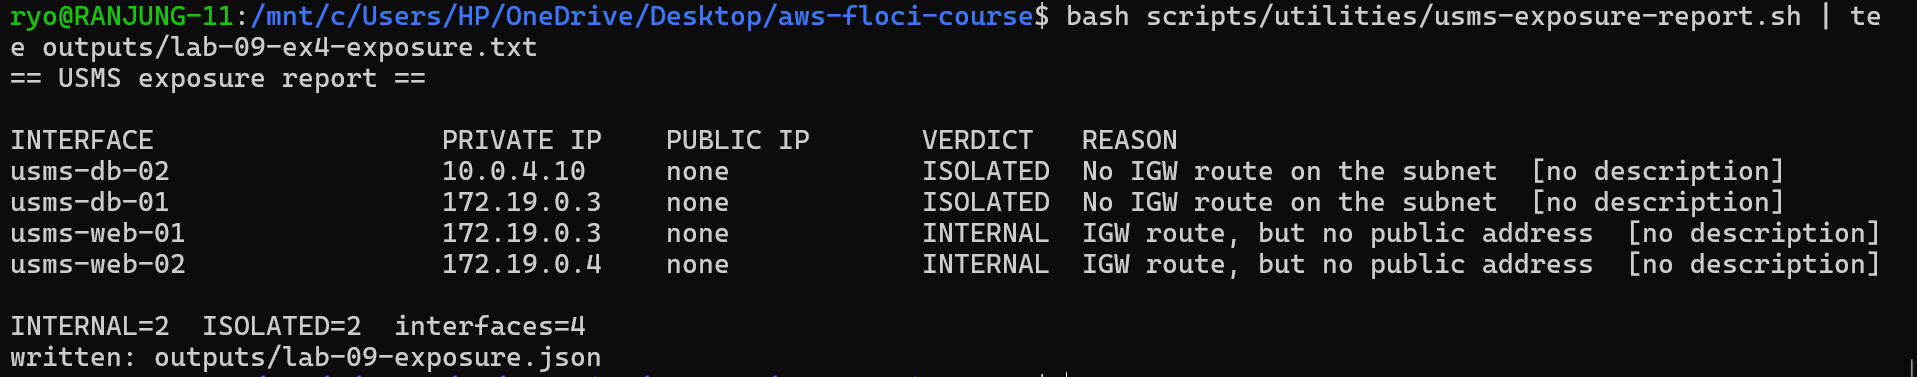 ryo@RANJUNG-11:/mnt/c/Users/HP/OneDrive/Desktop/aws-floci-course$ bash scripts/utilities/usms-exposure-report.sh | te
e outputs/lab-09-ex4-exposure.txt
== USMS exposure report ==
INTERFACE PRIVATE IP PUBLIC IP VERDICT REASON
usms-db-02 10.0.4.10 none ISOLATED No IGW route on the subnet [no description]
usms-db-01 172.19.0.3 none ISOLATED No IGW route on the subnet [no description]
usms-web-01 172.19.0.3 none INTERNAL IGW route, but no public address [no description]
usms-web-02 172.19.0.4 none INTERNAL IGW route, but no public address [no description]
INTERNAL=2 ISOLATED=2 interfaces=4
written: outputs/lab-09-exposure.json